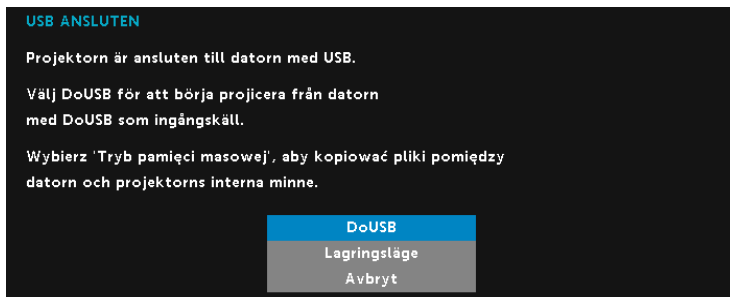 USB ANSLUTEN
Projektorn är ansluten till datorn med USB.
Välj DoUSB för att börja projicera från datorn
med DoUSB som ingångskäll.
Wybierz 'Tryb pamięci masowej', aby kopiować pliki pomiędzy
datorn och projektorns interna minne.
DoUSB
Lagringsläge
Avbryt